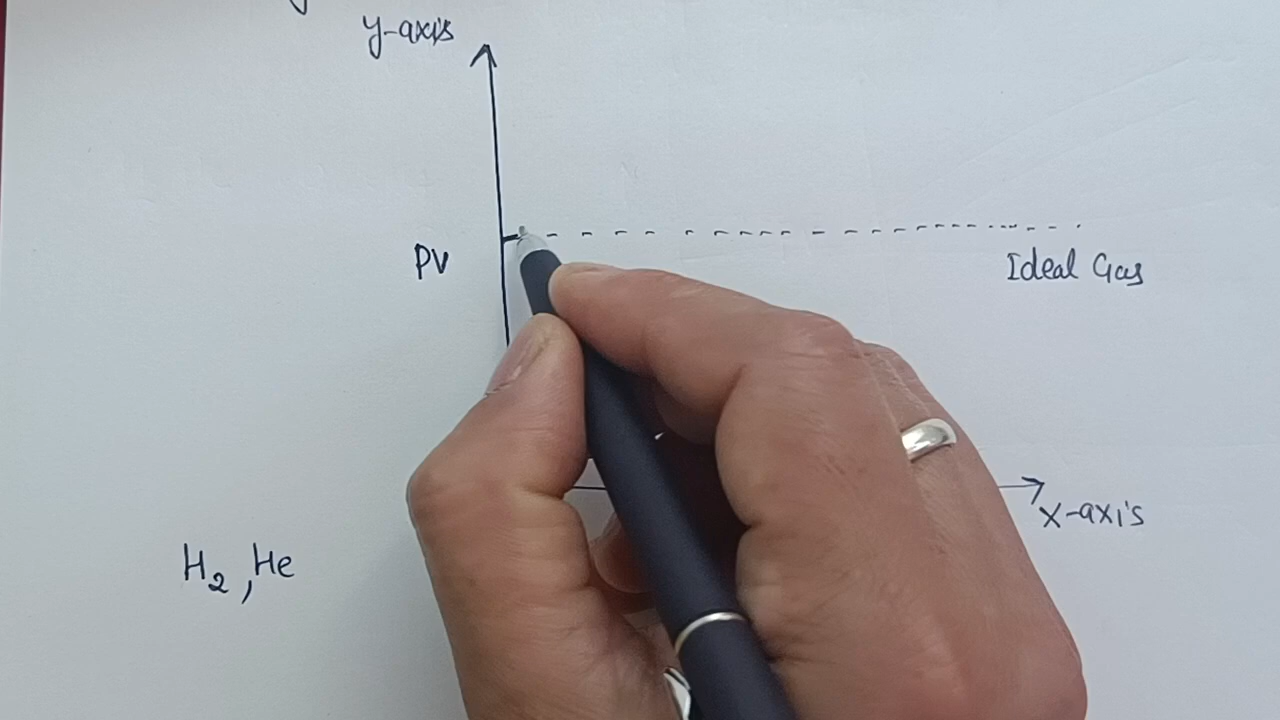 y-axis
PV
Ideal Gas
X-axis
H2, He